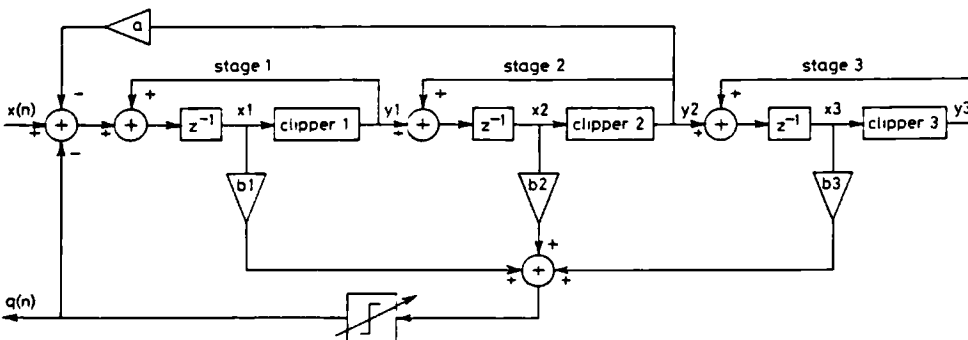 a
stage 1
stage 2
stage 3
x(n)
z⁻¹
x1
clipper 1
y1
z⁻¹
x2
clipper 2
y2
z⁻¹
x3
clipper 3
y3
b1
b2
b3
q(n)